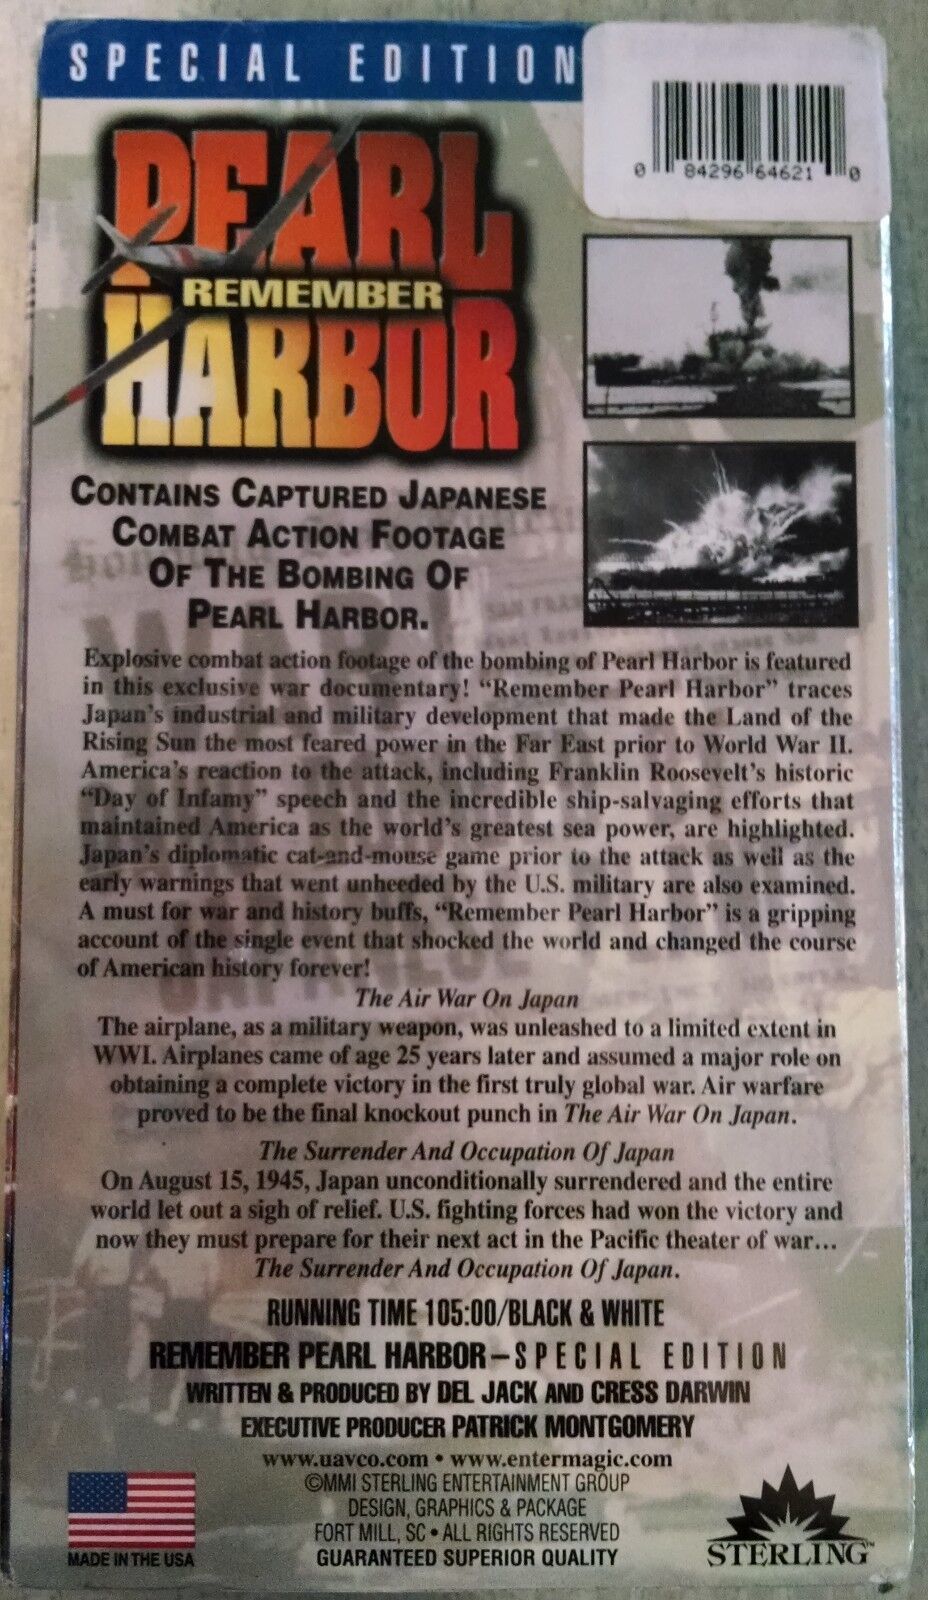 SPECIAL EDITION
0 84296 64621 0
PEARL
REMEMBER
HARBOR
CONTAINS CAPTURED JAPANESE
COMBAT ACTION FOOTAGE
OF THE BOMBING OF
PEARL HARBOR.
Explosive combat action footage of the bombing of Pearl Harbor is featured
in this exclusive war documentary! “Remember Pearl Harbor” traces
Japan’s industrial and military development that made the Land of the
Rising Sun the most feared power in the Far East prior to World War II.
America’s reaction to the attack, including Franklin Roosevelt’s historic
“Day of Infamy” speech and the incredible ship-salvaging efforts that
maintained America as the world’s greatest sea power, are highlighted.
Japan’s diplomatic cat-and-mouse game prior to the attack as well as the
early warnings that went unheeded by the U.S. military are also examined.
A must for war and history buffs, “Remember Pearl Harbor” is a gripping
account of the single event that shocked the world and changed the course
of American history forever!
The Air War On Japan
The airplane, as a military weapon, was unleashed to a limited extent in
WWI. Airplanes came of age 25 years later and assumed a major role on
obtaining a complete victory in the first truly global war. Air warfare
proved to be the final knockout punch in The Air War On Japan.
The Surrender And Occupation Of Japan
On August 15, 1945, Japan unconditionally surrendered and the entire
world let out a sigh of relief. U.S. fighting forces had won the victory and
now they must prepare for their next act in the Pacific theater of war...
The Surrender And Occupation Of Japan.
RUNNING TIME 105:00/BLACK & WHITE
REMEMBER PEARL HARBOR – SPECIAL EDITION
WRITTEN & PRODUCED BY DEL JACK AND CRESS DARWIN
EXECUTIVE PRODUCER PATRICK MONTGOMERY
www.uavco.com • www.entermagic.com
©MMI STERLING ENTERTAINMENT GROUP
DESIGN, GRAPHICS & PACKAGE
FORT MILL, SC • ALL RIGHTS RESERVED
GUARANTEED SUPERIOR QUALITY
MADE IN THE USA
STERLING™